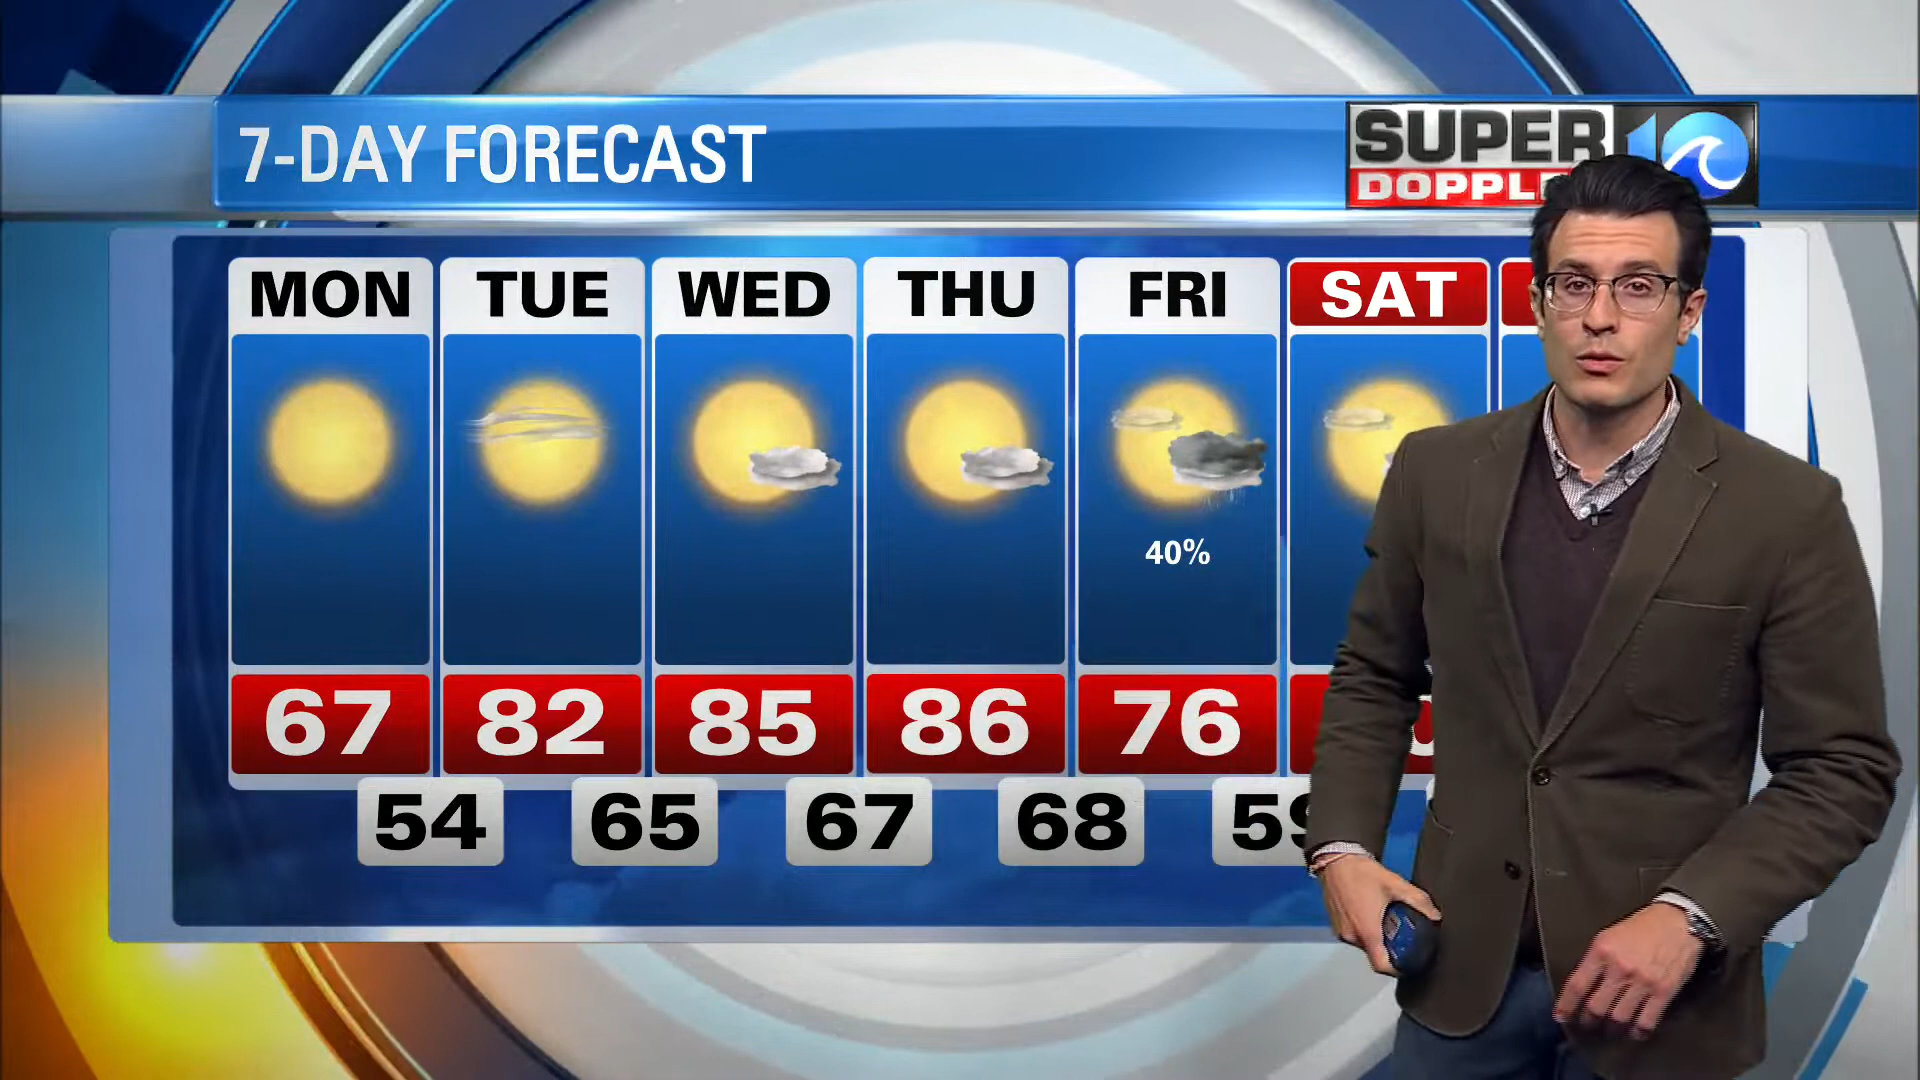 7-DAY FORECAST
SUPER 10
MON TUE WED THU FRI SAT
40%
67 82 85 86 76
54 65 67 68